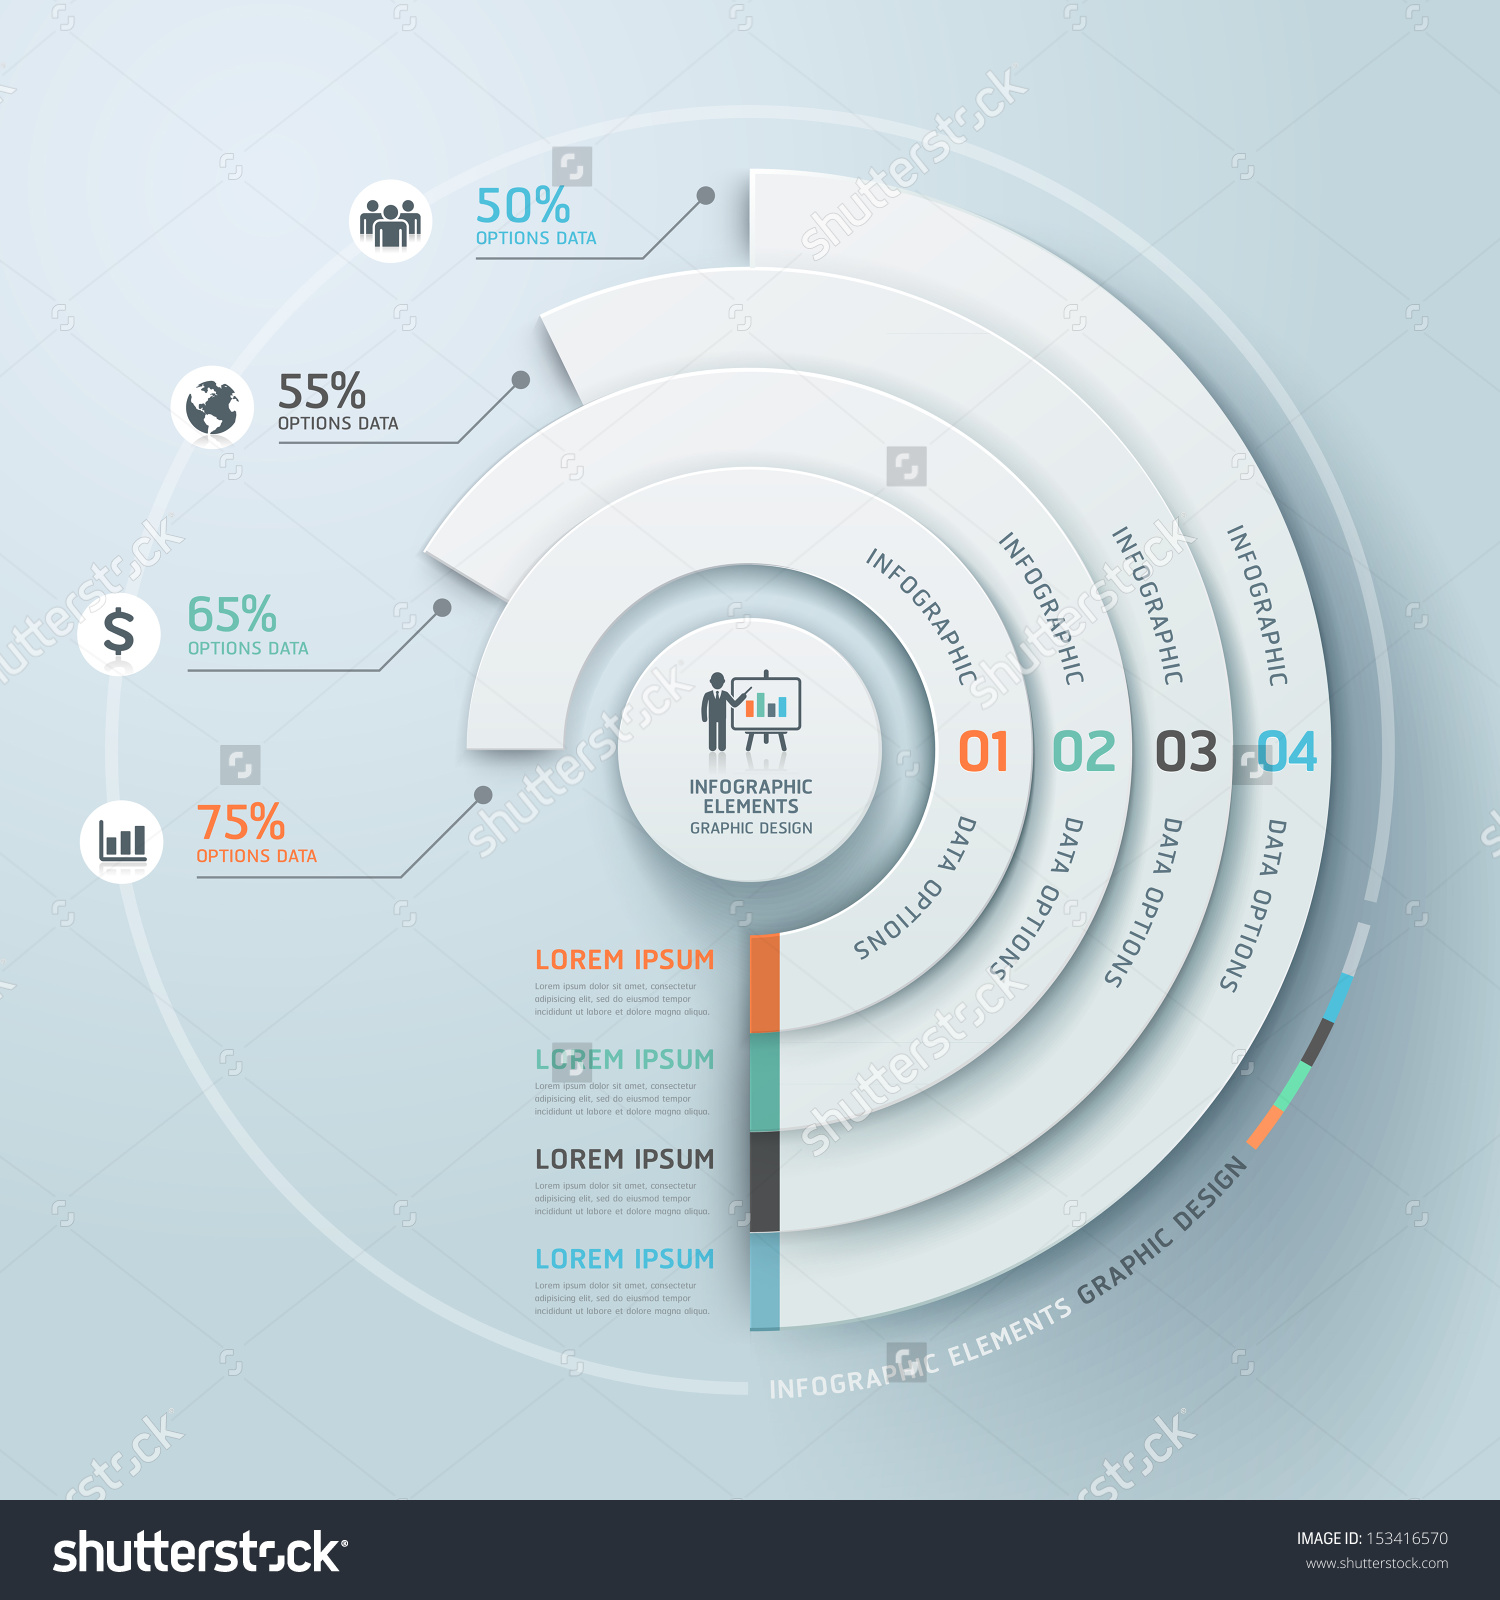 50%
OPTIONS DATA
55%
OPTIONS DATA
65%
OPTIONS DATA
75%
OPTIONS DATA
INFOGRAPHIC
ELEMENTS
GRAPHIC DESIGN
INFOGRAPHIC 01 DATA OPTIONS
INFOGRAPHIC 02 DATA OPTIONS
INFOGRAPHIC 03 DATA OPTIONS
INFOGRAPHIC 04 DATA OPTIONS
LOREM IPSUM
Lorem ipsum dolor sit amet, consectetur
adipisicing elit, sed do eiusmod tempor
incididunt ut labore et dolore magna aliqua.
LOREM IPSUM
Lorem ipsum dolor sit amet, consectetur
adipisicing elit, sed do eiusmod tempor
incididunt ut labore et dolore magna aliqua.
LOREM IPSUM
Lorem ipsum dolor sit amet, consectetur
adipisicing elit, sed do eiusmod tempor
incididunt ut labore et dolore magna aliqua.
LOREM IPSUM
Lorem ipsum dolor sit amet, consectetur
adipisicing elit, sed do eiusmod tempor
incididunt ut labore et dolore magna aliqua.
INFOGRAPHIC ELEMENTS GRAPHIC DESIGN
shutterstock
shutterstock
shutterstock
shutterstock
shutterstock
shutterstock
shutterstock
shutterstock®
IMAGE ID: 153416570
www.shutterstock.com